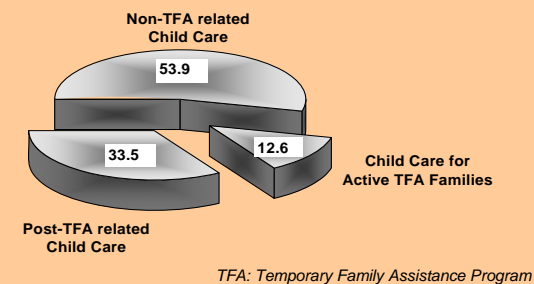 Non-TFA related
Child Care
53.9
33.5
12.6
Child Care for
Active TFA Families
Post-TFA related
Child Care
TFA: Temporary Family Assistance Program